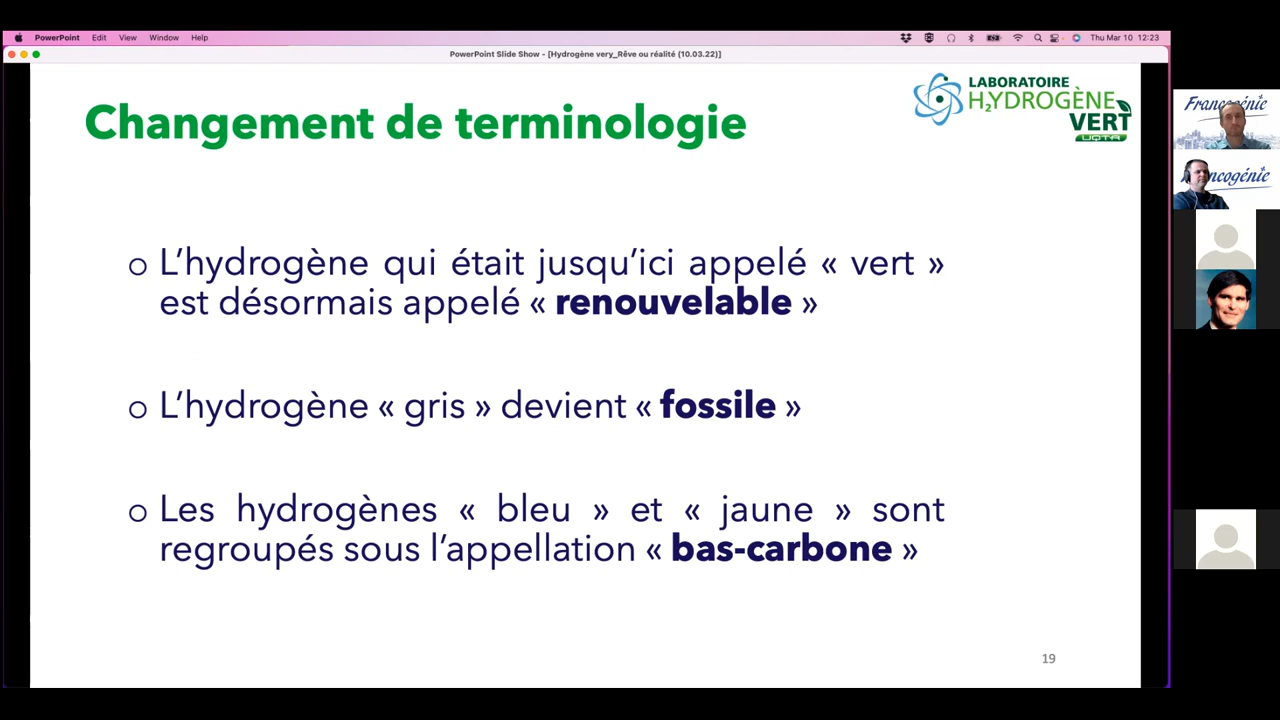 PowerPoint Edit View Window Help
Thu Mar 10 12:23
PowerPoint Slide Show - [Hydrogène very_Rêve ou réalité (10.03.22)]
Changement de terminologie
LABORATOIRE
H2YDROGÈNE
VERT
UQTR
Francogénie
ncogénie
o L’hydrogène qui était jusqu’ici appelé « vert »
est désormais appelé « renouvelable »
o L’hydrogène « gris » devient « fossile »
o Les hydrogènes « bleu » et « jaune » sont
regroupés sous l’appellation « bas-carbone »
19